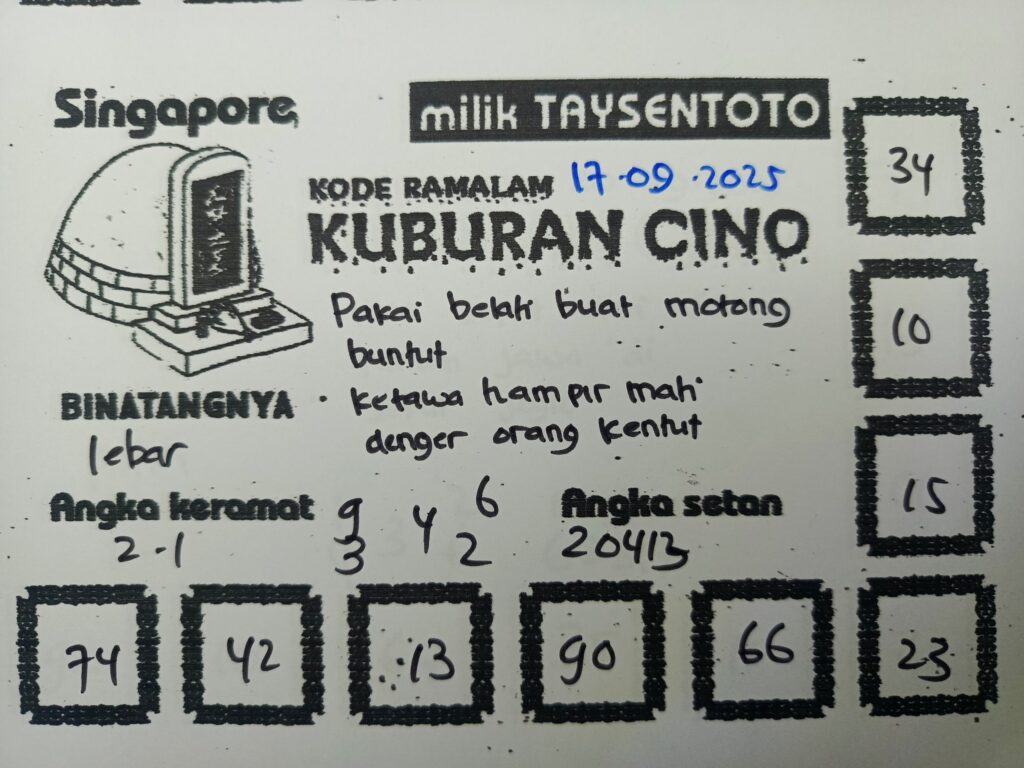 Singapore
milik TAYSENTOTO
KODE RAMALAM 17.09.2025
KUBURAN CINO
Pakai belati buat motong
buntut
BINATANGNYA
lebar
• ketawa hampir mati
denger orang kentut
Angka keramat
2-1
9 4 6
3 2
Angka setan
20413
34
10
15
74 42 13 90 66 23